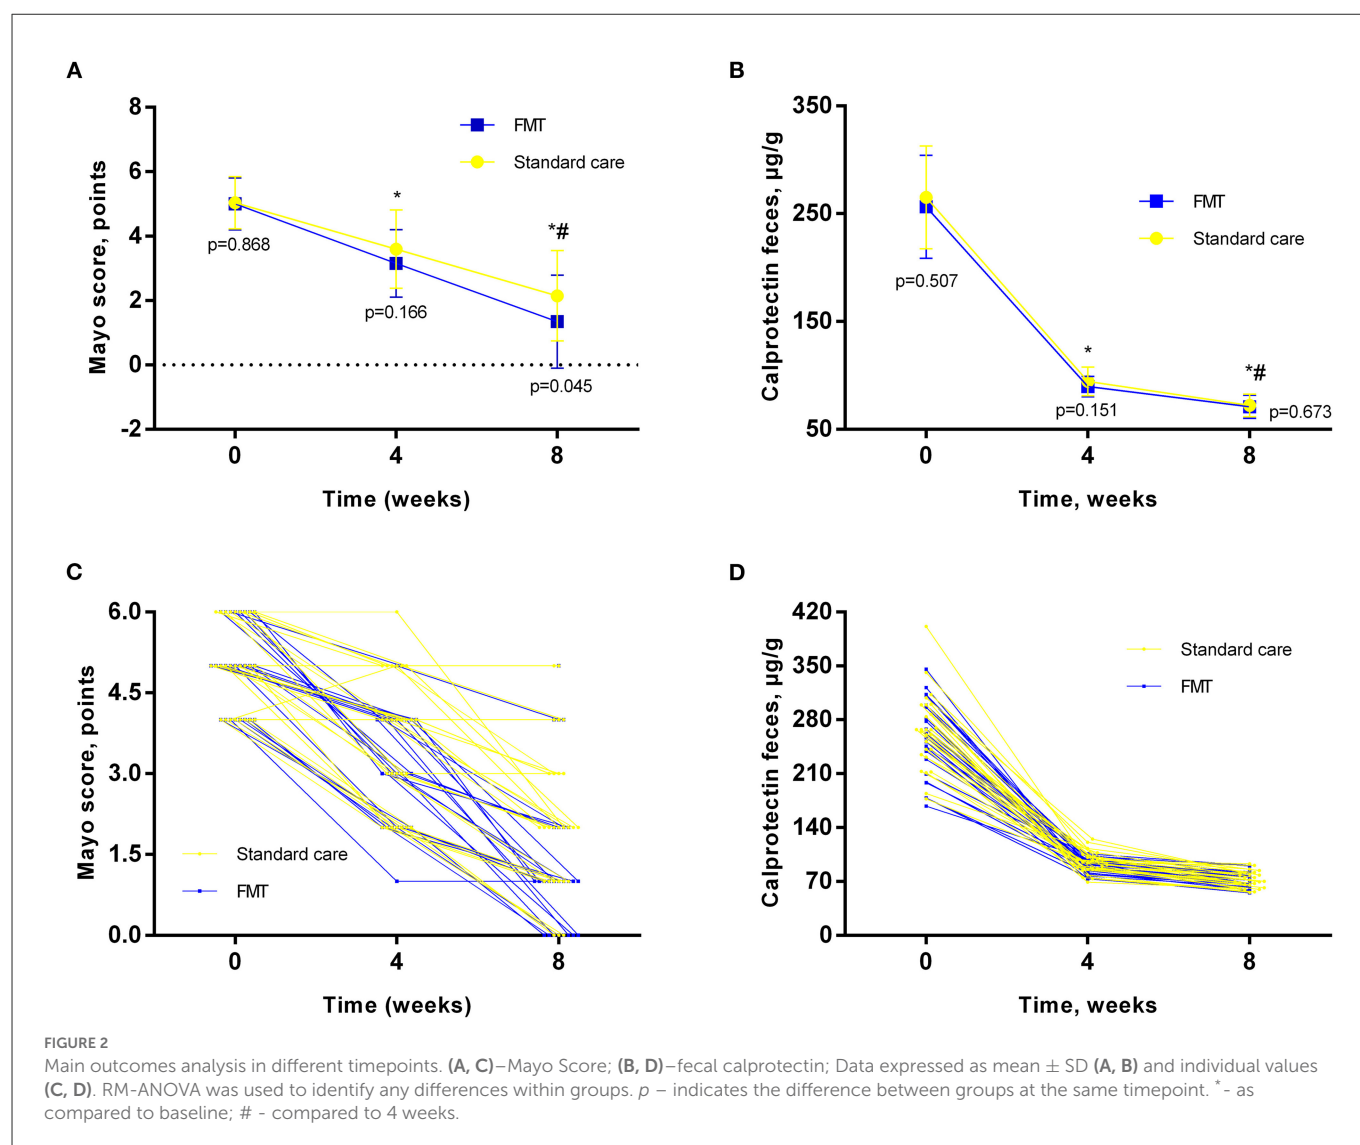 A
8
6
4
2
0
-2
Mayo score, points
FMT
Standard care
*
*#
p=0.868
p=0.166
p=0.045
0 4 8
Time (weeks)
B
350
250
150
50
Calprotectin feces, µg/g
FMT
Standard care
*
*#
p=0.507
p=0.151
p=0.673
0 4 8
Time, weeks
C
6.0
4.5
3.0
1.5
0.0
Mayo score, points
Standard care
FMT
0 4 8
Time (weeks)
D
420
350
280
210
140
70
0
Calprotectin feces, µg/g
Standard care
FMT
0 4 8
Time, weeks
FIGURE 2
Main outcomes analysis in different timepoints. (A, C)–Mayo Score; (B, D)–fecal calprotectin; Data expressed as mean ± SD (A, B) and individual values
(C, D). RM-ANOVA was used to identify any differences within groups. p – indicates the difference between groups at the same timepoint. *- as
compared to baseline; # - compared to 4 weeks.